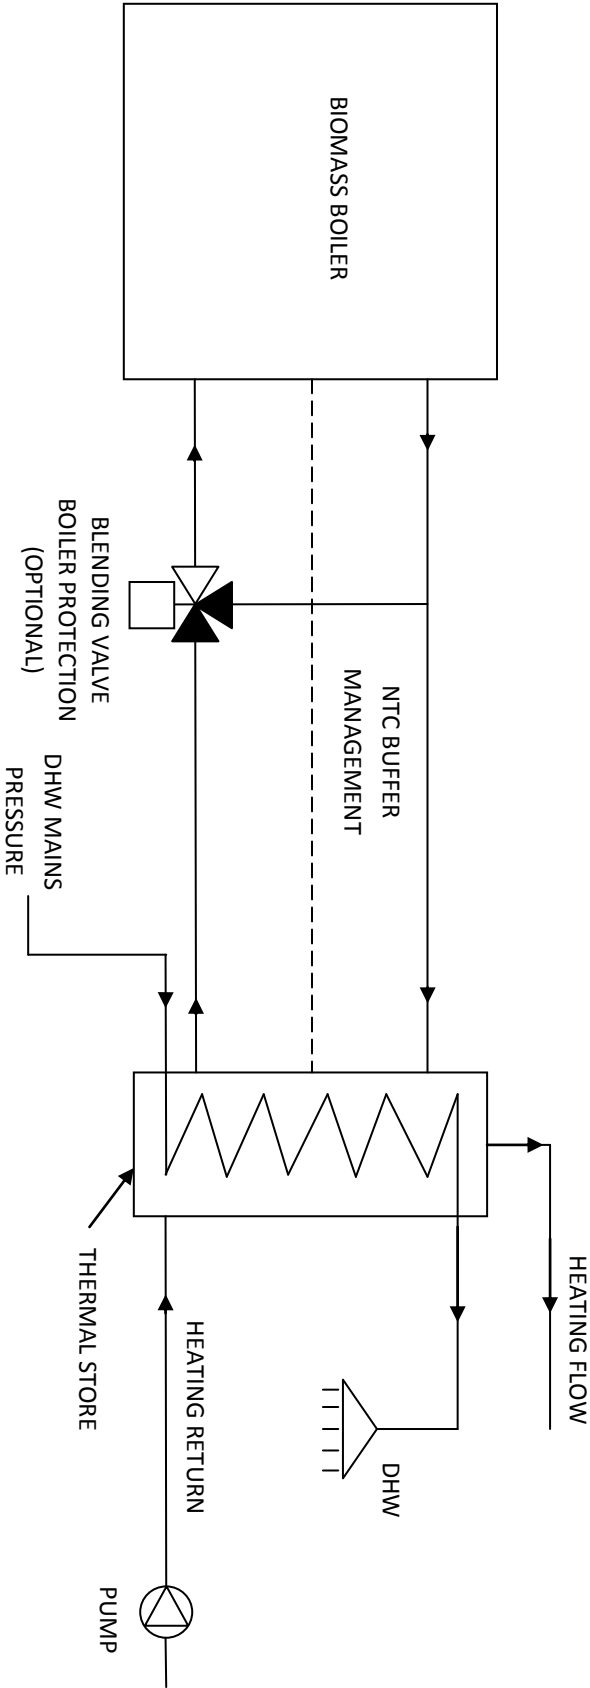 BIOMASS BOILER
HEATING FLOW
NTC BUFFER
MANAGEMENT
DHW
HEATING RETURN
BLENDING VALVE
BOILER PROTECTION
(OPTIONAL)
DHW MAINS
PRESSURE
THERMAL STORE
PUMP